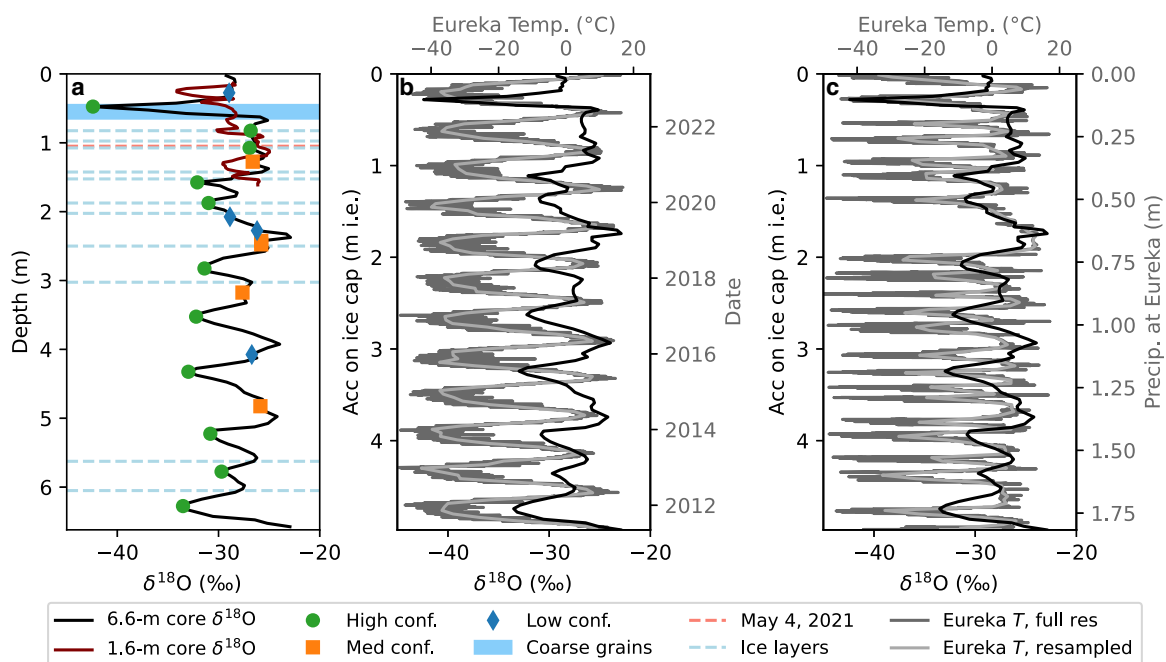 Eureka Temp. (°C)
Eureka Temp. (°C)
−40 −20 0 20
−40 −20 0 20
a
b
c
0
1
2
3
4
5
6
Depth (m)
−40 −30 −20
δ18O (‰)
0
1
2
3
4
Acc on ice cap (m i.e.)
2022
2020
2018
2016
2014
2012
Date
−40 −30 −20
δ18O (‰)
0
1
2
3
4
Acc on ice cap (m i.e.)
0.00
0.25
0.50
0.75
1.00
1.25
1.50
1.75
Precip. at Eureka (m)
−40 −30 −20
δ18O (‰)
6.6-m core δ18O
1.6-m core δ18O
High conf.
Med conf.
Low conf.
Coarse grains
May 4, 2021
Ice layers
Eureka T, full res
Eureka T, resampled